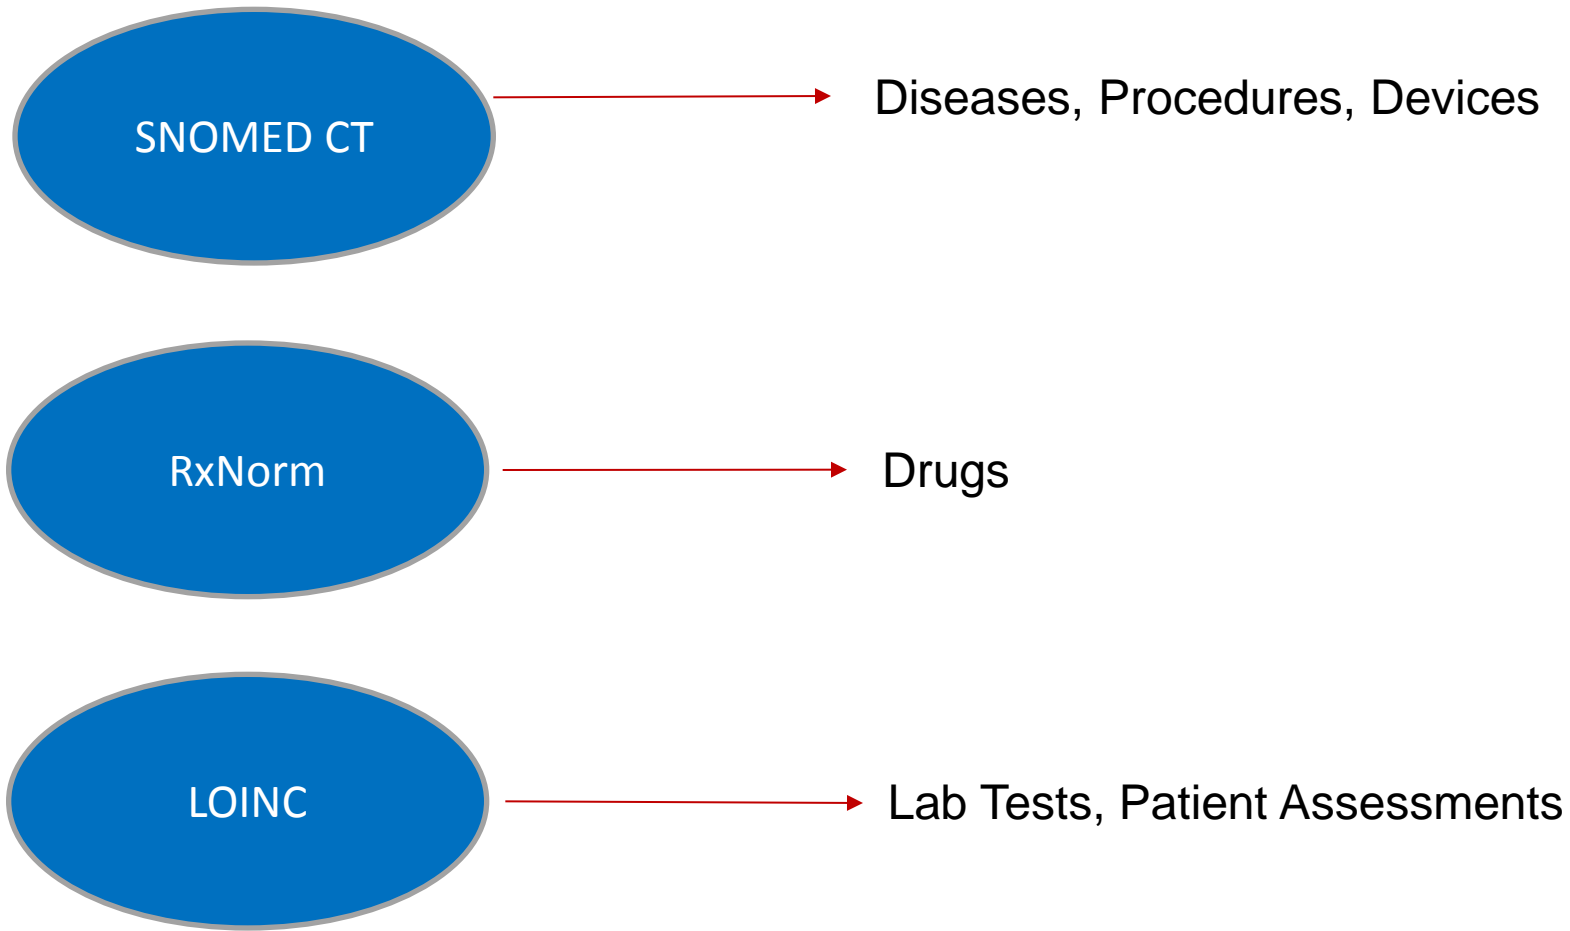 SNOMED CT
Diseases, Procedures, Devices
RxNorm
Drugs
LOINC
Lab Tests, Patient Assessments